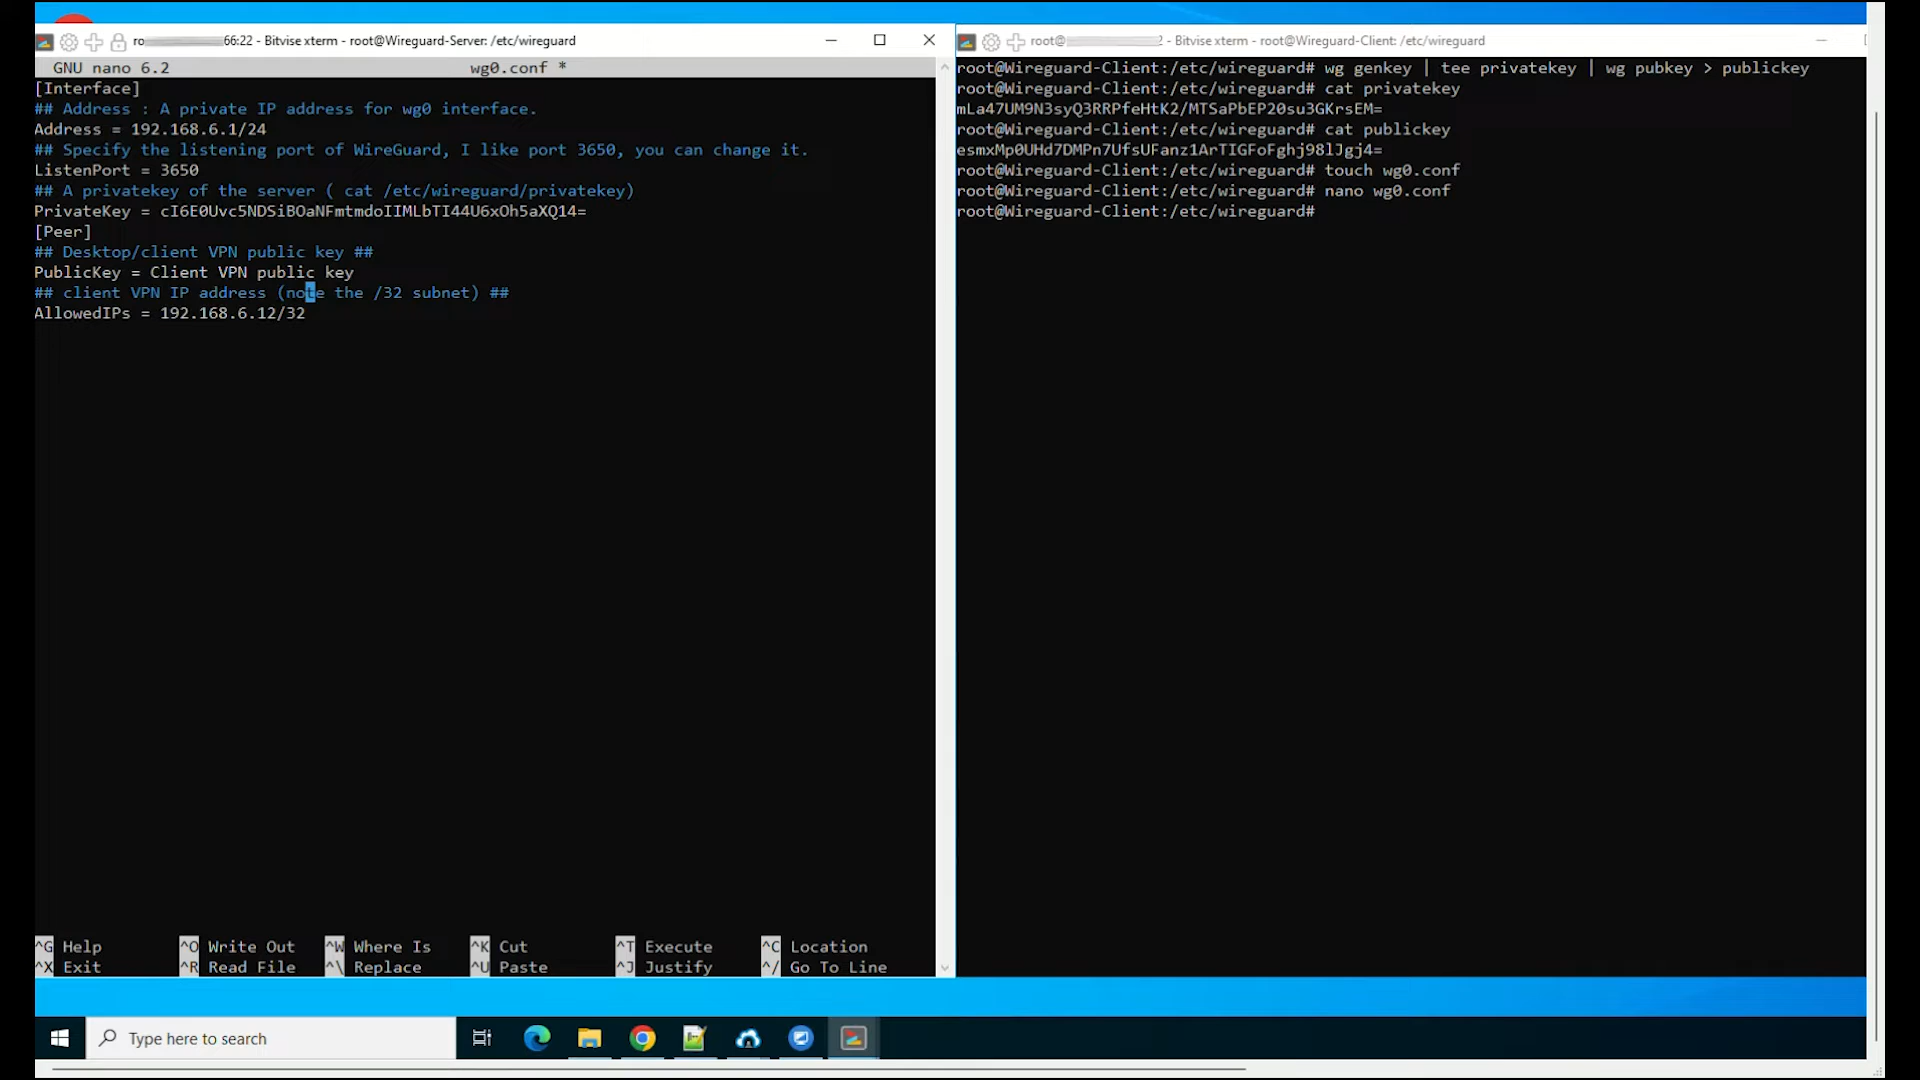 ro 66:22 - Bitvise xterm - root@Wireguard-Server: /etc/wireguard
GNU nano 6.2 wg0.conf *
[Interface]
## Address : A private IP address for wg0 interface.
Address = 192.168.6.1/24
## Specify the listening port of WireGuard, I like port 3650, you can change it.
ListenPort = 3650
## A privatekey of the server ( cat /etc/wireguard/privatekey)
PrivateKey = cI6E0Uvc5NDSiBOaNFmtmdoIIMLbTI44U6xOh5aXQ14=
[Peer]
## Desktop/client VPN public key ##
PublicKey = Client VPN public key
## client VPN IP address (note the /32 subnet) ##
AllowedIPs = 192.168.6.12/32
^G Help ^O Write Out ^W Where Is ^K Cut ^T Execute ^C Location
^X Exit ^R Read File ^\ Replace ^U Paste ^J Justify ^/ Go To Line
root@ 2 - Bitvise xterm - root@Wireguard-Client: /etc/wireguard
root@Wireguard-Client:/etc/wireguard# wg genkey | tee privatekey | wg pubkey > publickey
root@Wireguard-Client:/etc/wireguard# cat privatekey
mLa47UM9N3syQ3RRPfeHtK2/MTSaPbEP20su3GKrsEM=
root@Wireguard-Client:/etc/wireguard# cat publickey
esmxMp0UHd7DMPn7UfsUFanz1ArTIGFoFghj98lJgj4=
root@Wireguard-Client:/etc/wireguard# touch wg0.conf
root@Wireguard-Client:/etc/wireguard# nano wg0.conf
root@Wireguard-Client:/etc/wireguard#
Type here to search